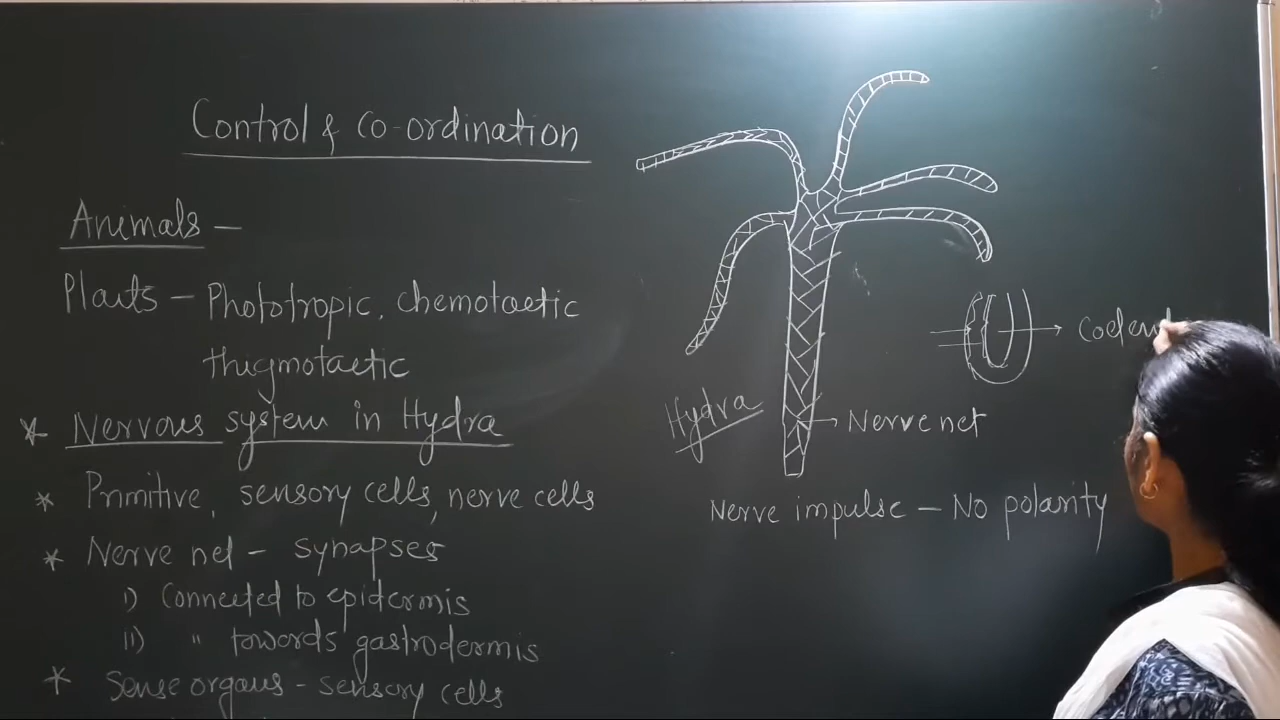 Control & Co-ordination
Animals –
Plants – Phototropic, chemotactic
thigmotactic
* Nervous system in Hydra
* Primitive, sensory cells, nerve cells
* Nerve net – synapses
i) Connected to epidermis
ii) " towards gastrodermis
* Sense organs – sensory cells
Hydra
Nerve net
Coelent
Nerve impulse – No polarity